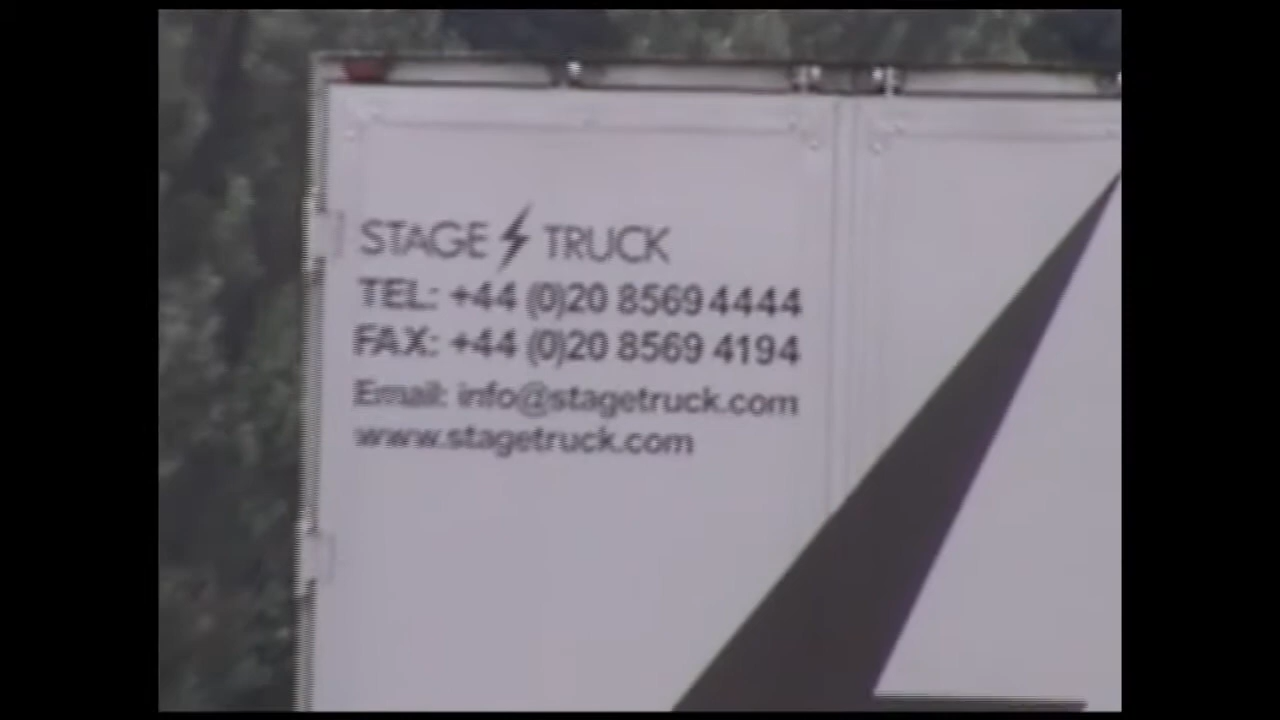 STAGE TRUCK
TEL: +44 (0)20 8569 4444
FAX: +44 (0)20 8569 4194
Email: info@stagetruck.com
www.stagetruck.com